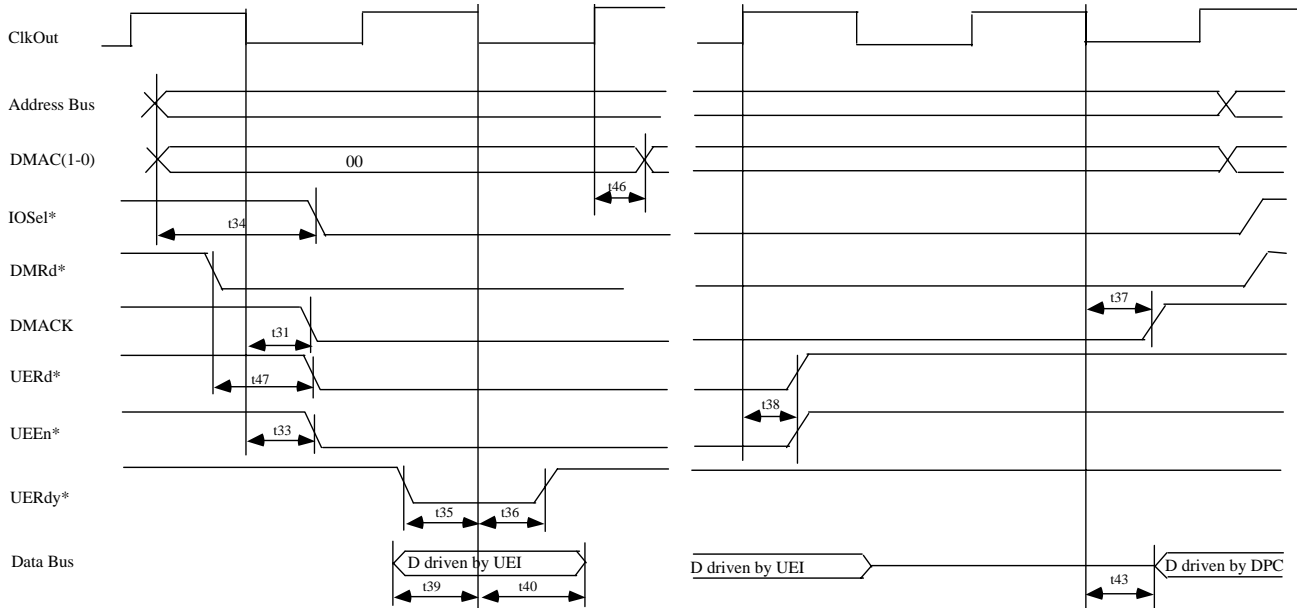 ClkOut
Address Bus
DMAC(1-0)
00
t46
IOSel*
t34
DMRd*
t37
DMACK
t31
UERd*
t47
t38
UEEn*
t33
UERdy*
t35
t36
Data Bus
D driven by UEI
D driven by UEI
D driven by DPC
t39
t40
t43